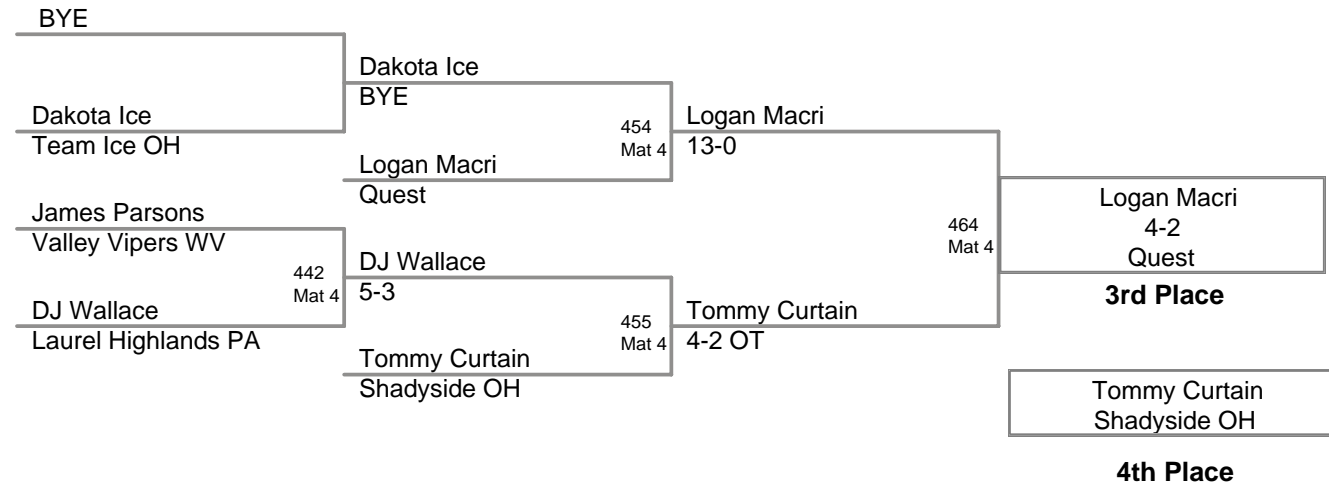 BYE
Dakota Ice
BYE
Dakota Ice
Team Ice OH
454
Mat 4
Logan Macri
13-0
Logan Macri
Quest
James Parsons
Valley Vipers WV
464
Mat 4
Logan Macri
4-2
Quest
3rd Place
442
Mat 4
DJ Wallace
5-3
DJ Wallace
Laurel Highlands PA
455
Mat 4
Tommy Curtain
4-2 OT
Tommy Curtain
Shadyside OH
Tommy Curtain
Shadyside OH
4th Place